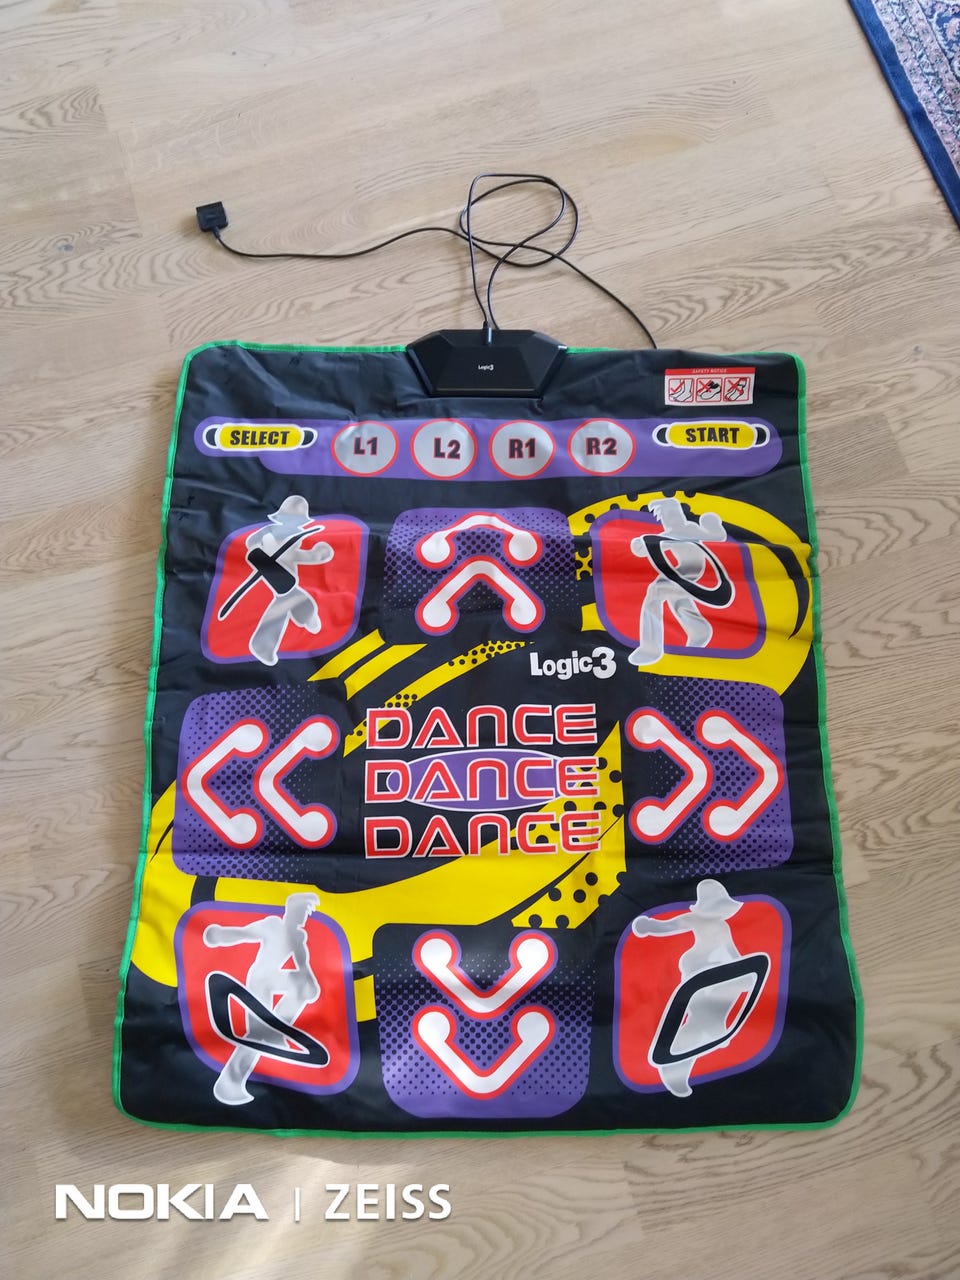 Logic3
SAFETY NOTICE
SELECT
L1
L2
R1
R2
START
Logic3
DANCE
DANCE
DANCE
NOKIA | ZEISS